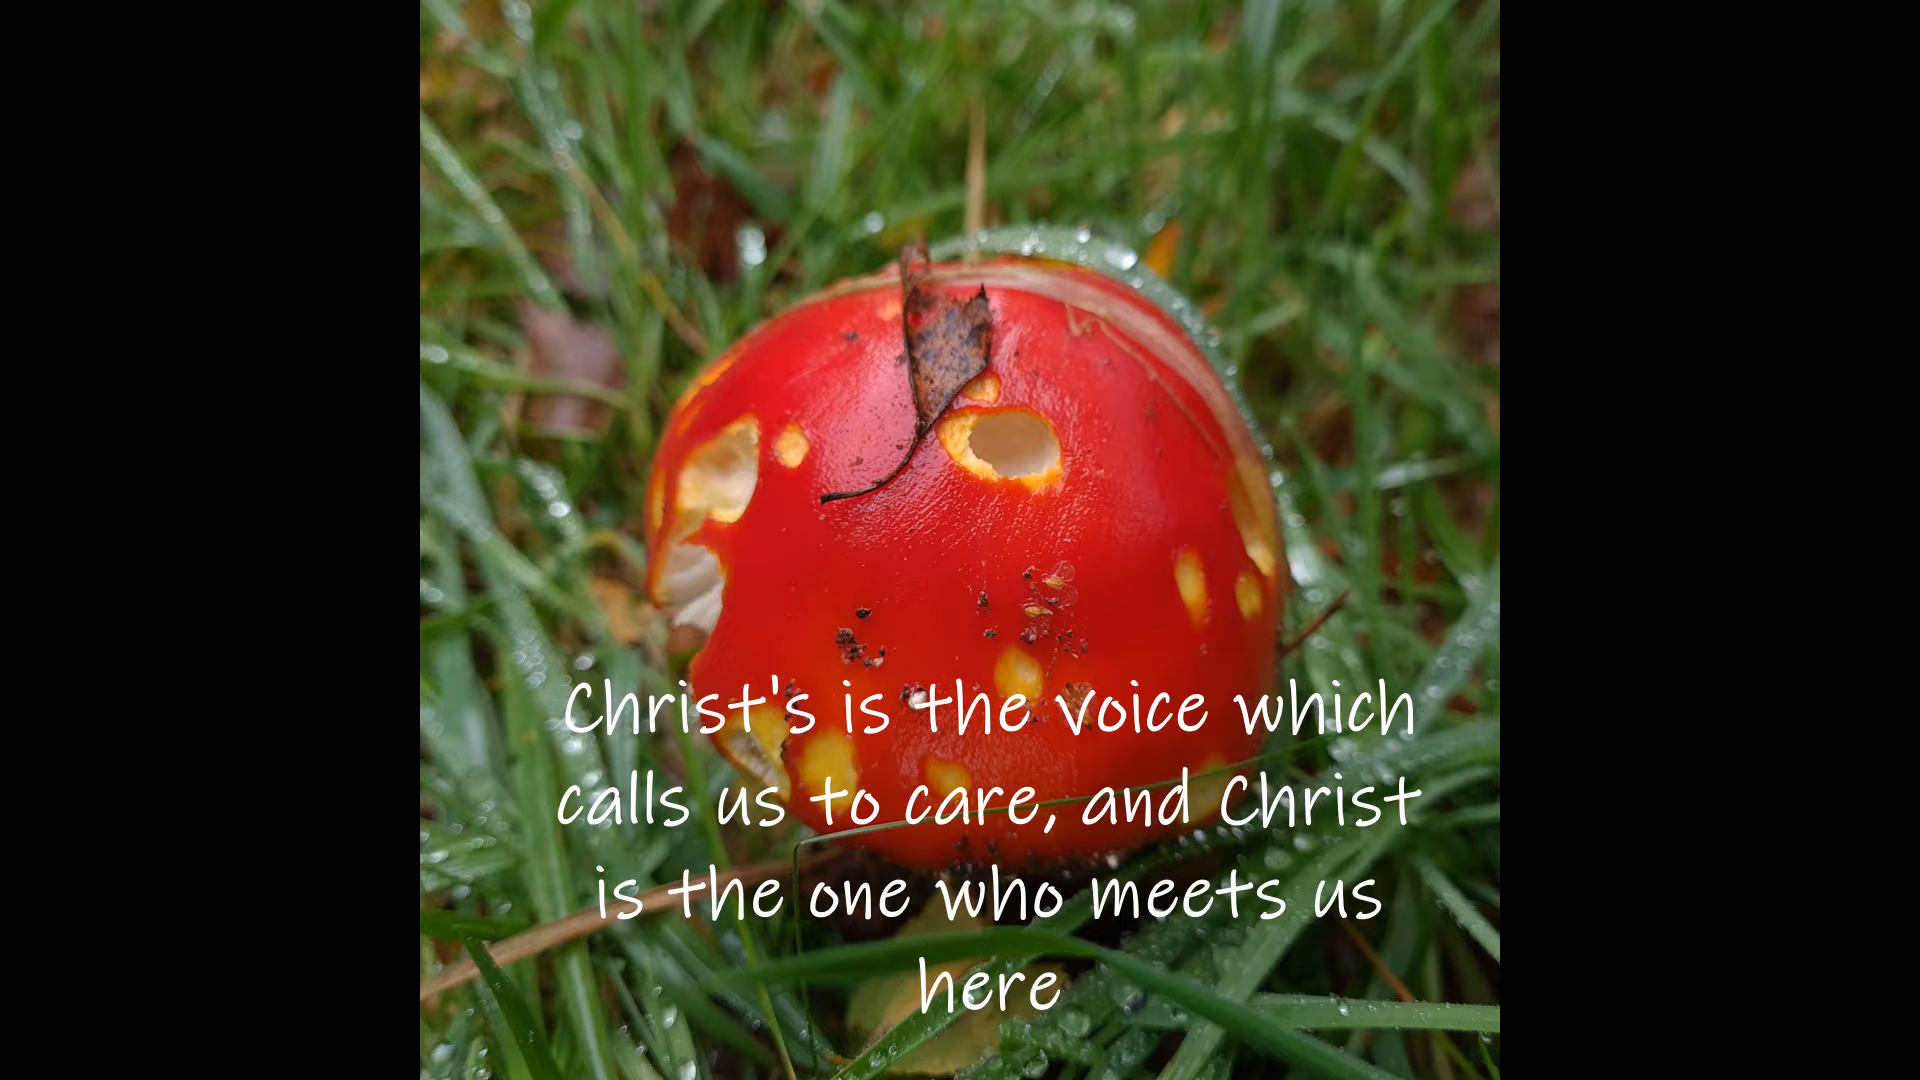 Christ's is the voice which
calls us to care, and Christ
is the one who meets us
here